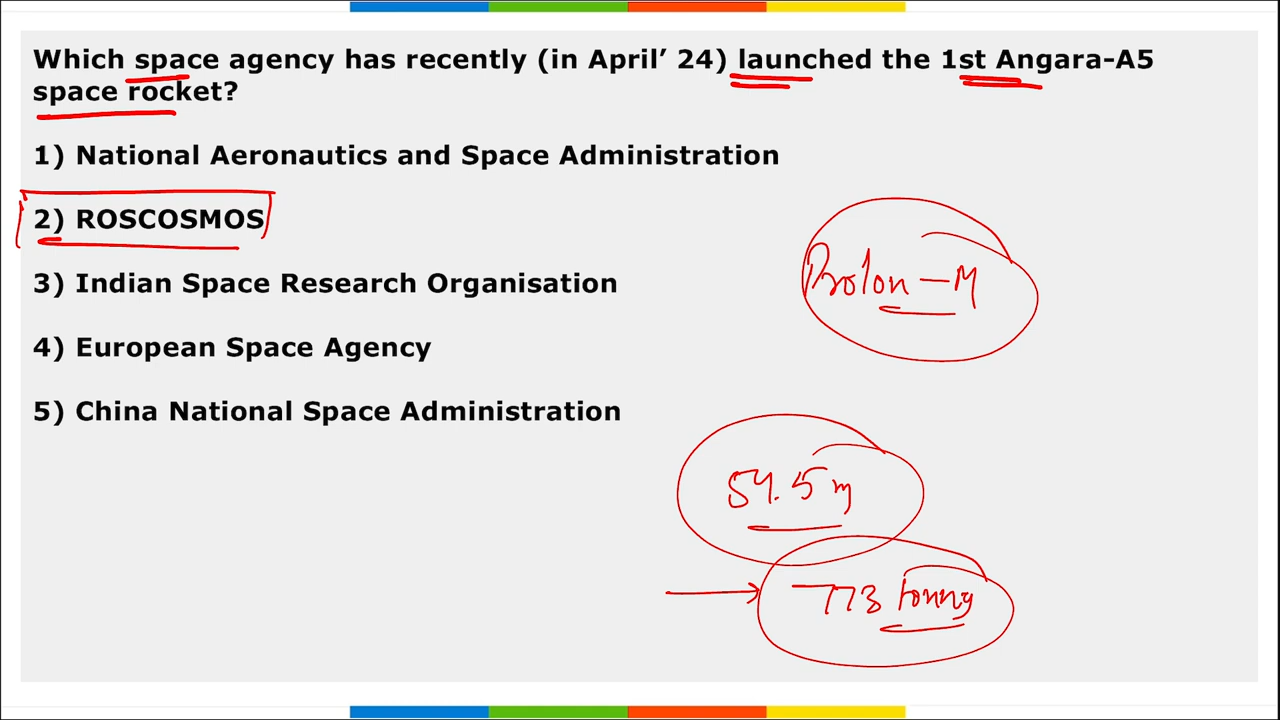 Which space agency has recently (in April’ 24) launched the 1st Angara-A5
space rocket?
1) National Aeronautics and Space Administration
2) ROSCOSMOS
3) Indian Space Research Organisation
4) European Space Agency
5) China National Space Administration
Proton-M
54.5 m
773 tonnes